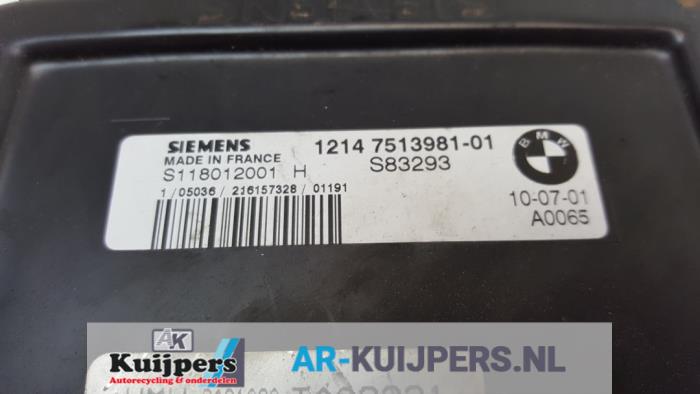 SIEMENS
MADE IN FRANCE
S118012001 H
1214 7513981-01
S83293
1/05036/216157328/01191
BMW
10-07-01
A0065
AK
Kuijpers
Autorecycling & onderdelen
AR-KUIJPERS.NL